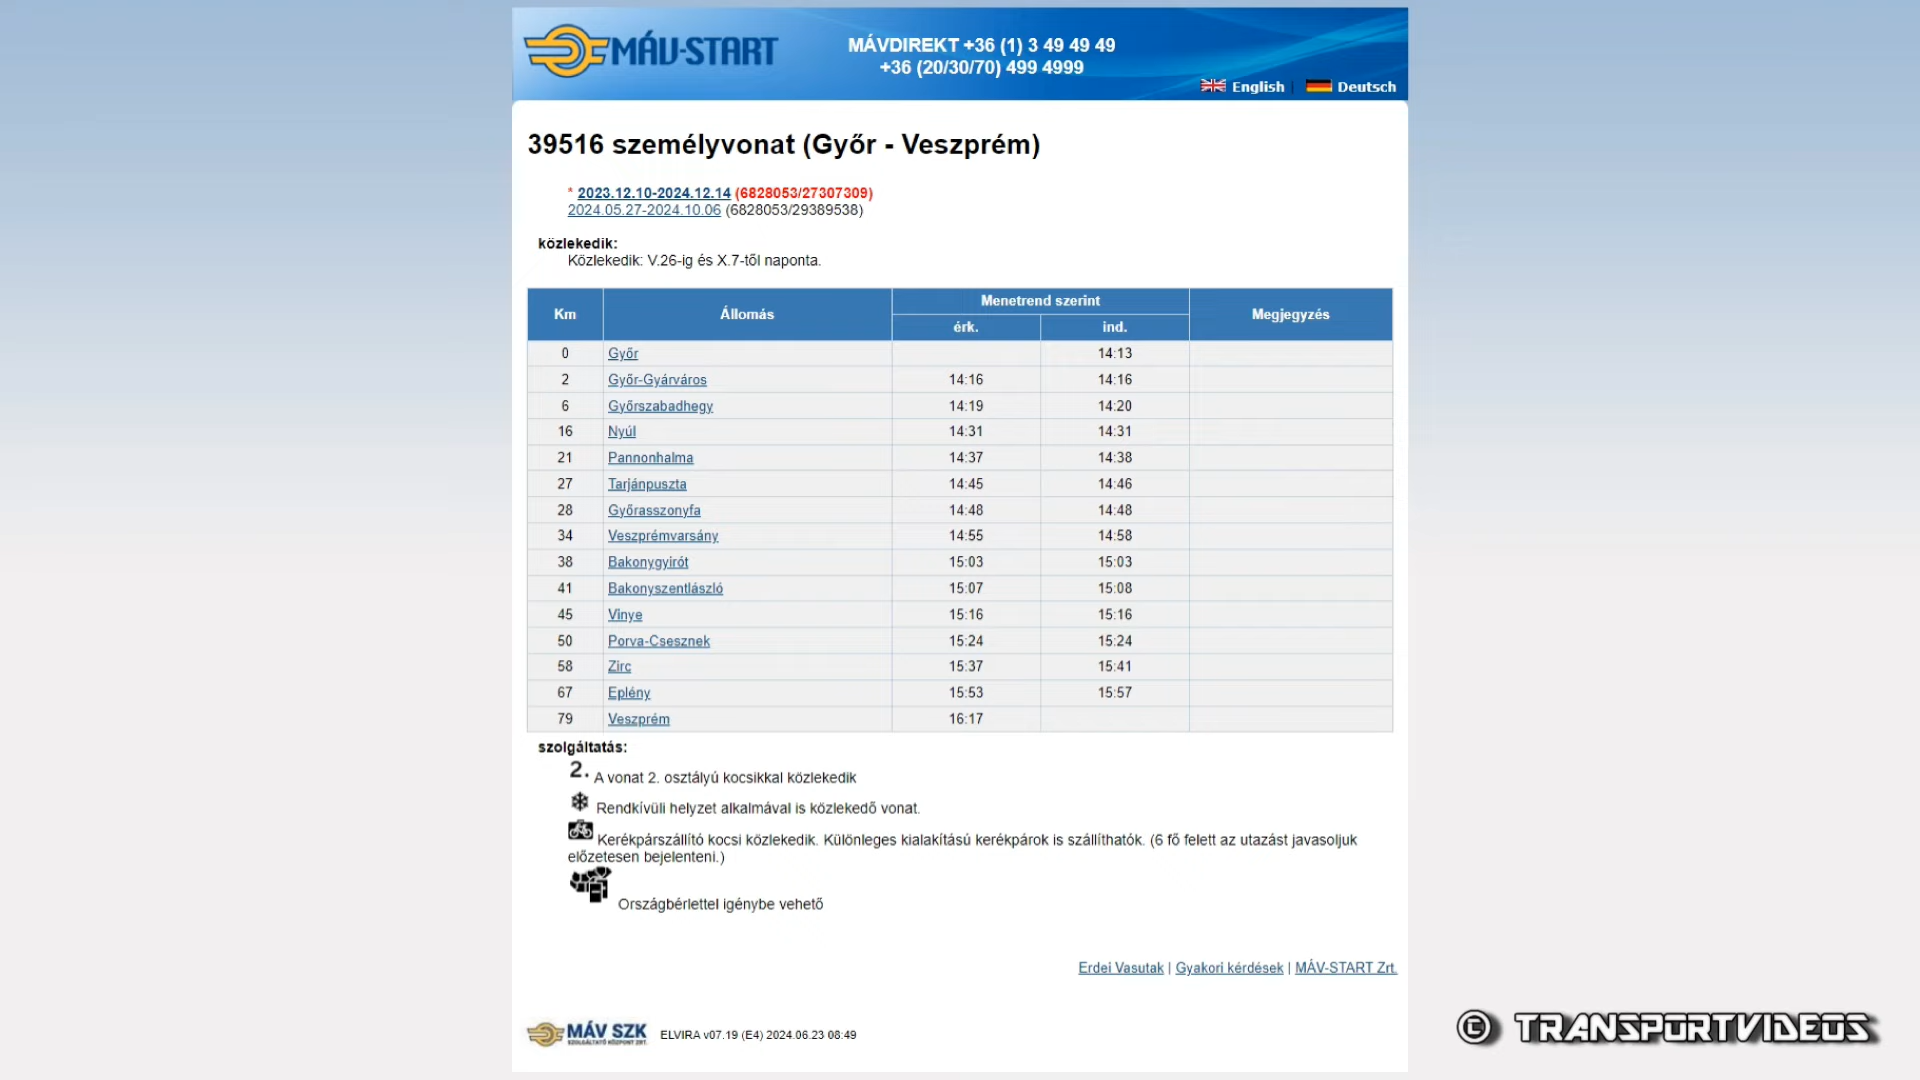 MÁV-START
MÁVDIREKT +36 (1) 3 49 49 49
+36 (20/30/70) 499 4999
English | Deutsch
39516 személyvonat (Győr - Veszprém)
* 2023.12.10-2024.12.14 (6828053/27307309)
2024.05.27-2024.10.06 (6828053/29389538)
közlekedik:
Közlekedik: V.26-ig és X.7-től naponta.
Km Állomás Menetrend szerint Megjegyzés
érk. ind.
0 Győr 14:13
2 Győr-Gyárváros 14:16 14:16
6 Győrszabadhegy 14:19 14:20
16 Nyúl 14:31 14:31
21 Pannonhalma 14:37 14:38
27 Tarjánpuszta 14:45 14:46
28 Győrasszonyfa 14:48 14:48
34 Veszprémvarsány 14:55 14:58
38 Bakonygyirót 15:03 15:03
41 Bakonyszentlászló 15:07 15:08
45 Vinye 15:16 15:16
50 Porva-Csesznek 15:24 15:24
58 Zirc 15:37 15:41
67 Eplény 15:53 15:57
79 Veszprém 16:17
szolgáltatás:
2. A vonat 2. osztályú kocsikkal közlekedik
Rendkívüli helyzet alkalmával is közlekedő vonat.
Kerékpárszállító kocsi közlekedik. Különleges kialakítású kerékpárok is szállíthatók. (6 fő felett az utazást javasoljuk
előzetesen bejelenteni.)
Országbérlettel igénybe vehető
Erdei Vasutak | Gyakori kérdések | MÁV-START Zrt.
MÁV SZK
SZOLGÁLTATÓ KÖZPONT ZRT.
ELVIRA v07.19 (E4) 2024.06.23 08:49
© TRANSPORTVIDEOS